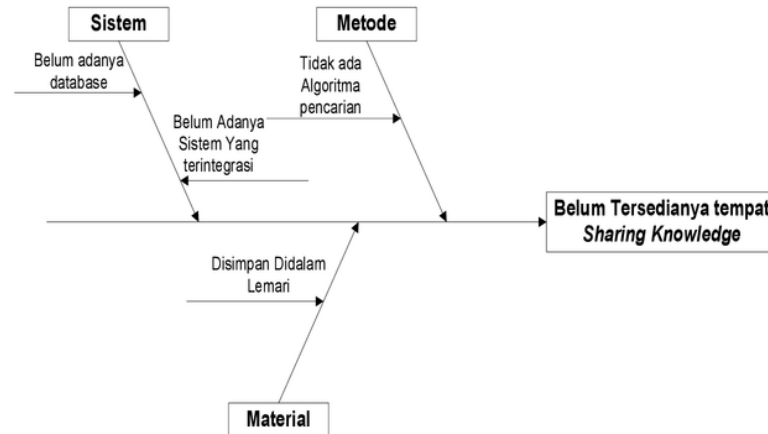 Sistem
Metode
Belum adanya
database
Tidak ada
Algoritma
pencarian
Belum Adanya
Sistem Yang
terintegrasi
Belum Tersedianya tempat
Sharing Knowledge
Disimpan Didalam
Lemari
Material